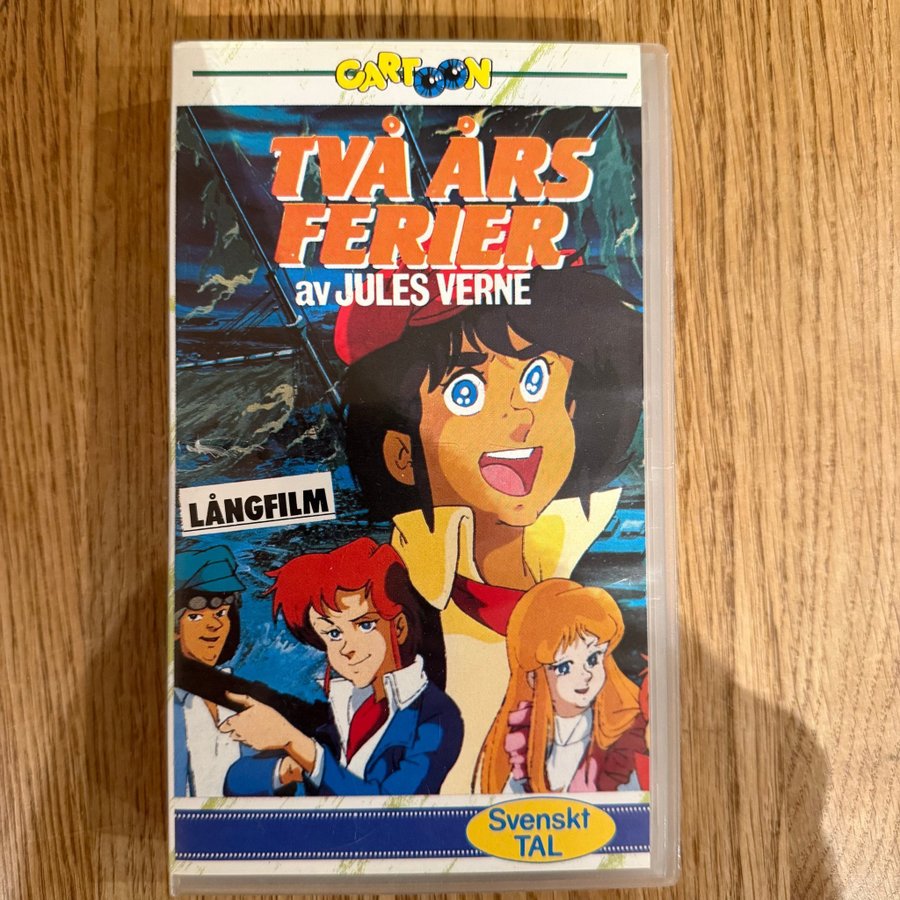 CARTOON
TVÅ ÅRS
FERIER
av JULES VERNE
LÅNGFILM
Svenskt
TAL